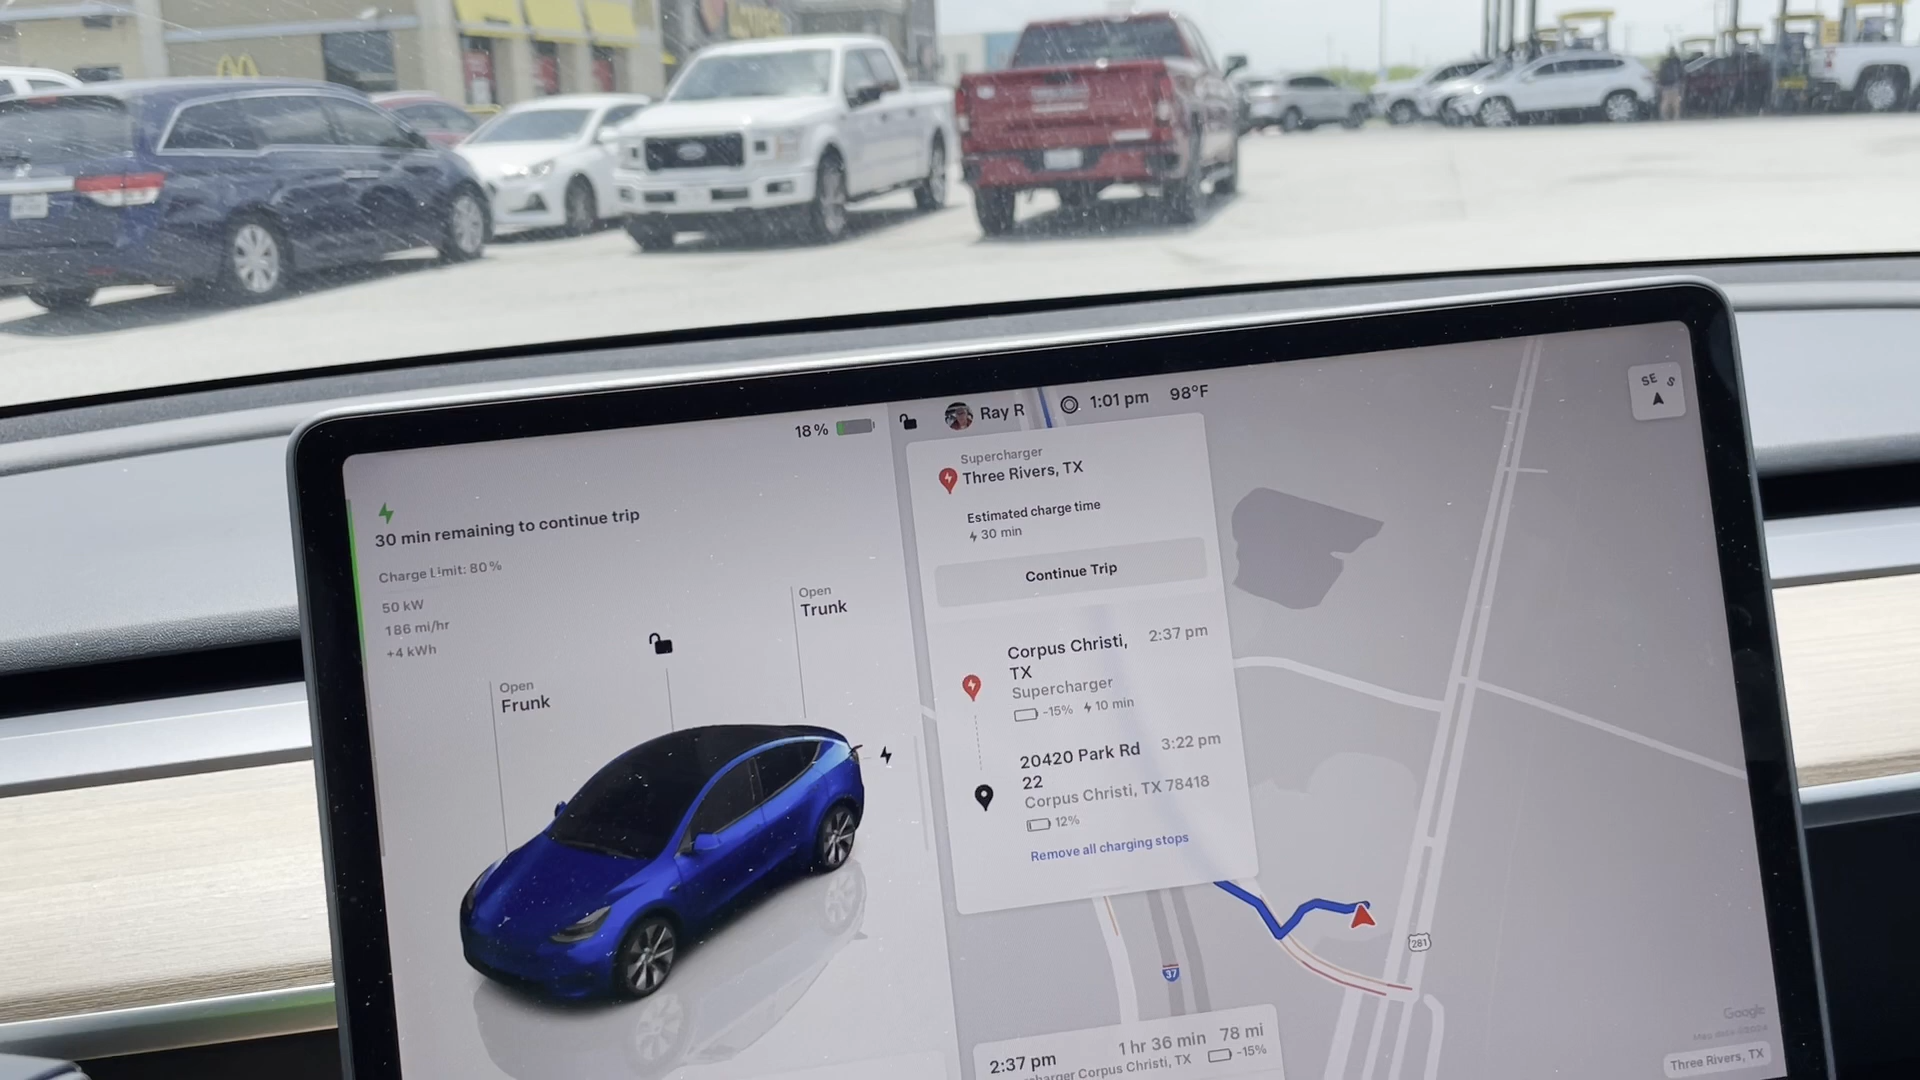 18%
Ray R
1:01 pm
98°F
SE S
30 min remaining to continue trip
Charge Limit: 80%
50 kW
186 mi/hr
+4 kWh
Open
Trunk
Open
Frunk
Supercharger
Three Rivers, TX
Estimated charge time
30 min
Continue Trip
Corpus Christi, 2:37 pm
TX
Supercharger
-15% 10 min
20420 Park Rd 3:22 pm
22
Corpus Christi, TX 78418
12%
Remove all charging stops
281
37
2:37 pm 1 hr 36 min 78 mi
Corpus Christi, TX -15%
Google
Three Rivers, TX